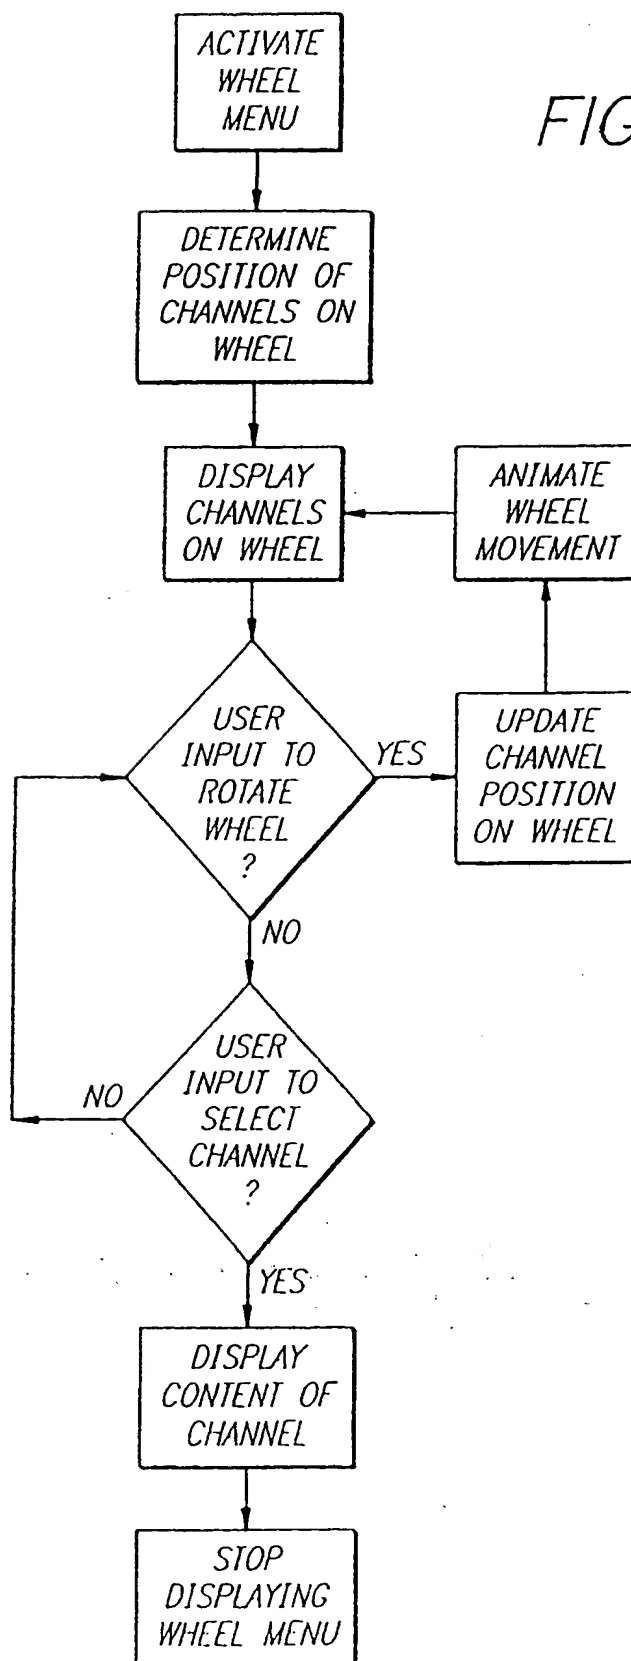 ACTIVATE
WHEEL
MENU
FIG
DETERMINE
POSITION OF
CHANNELS ON
WHEEL
DISPLAY
CHANNELS
ON WHEEL
ANIMATE
WHEEL
MOVEMENT
USER
INPUT TO
ROTATE
WHEEL
?
YES
UPDATE
CHANNEL
POSITION
ON WHEEL
NO
USER
INPUT TO
SELECT
CHANNEL
?
NO
YES
DISPLAY
CONTENT OF
CHANNEL
STOP
DISPLAYING
WHEEL MENU